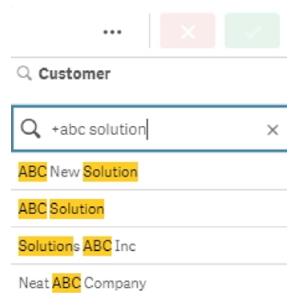 Customer
+abc solution
ABC New Solution
ABC Solution
Solutions ABC Inc
Neat ABC Company